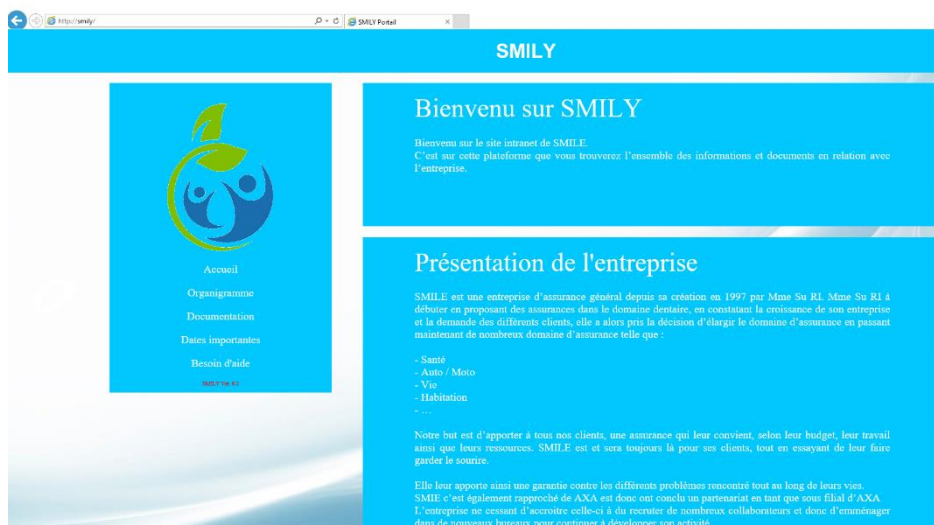 http://smily/
SMILY Portail
SMILY
Bienvenu sur SMILY
Bienvenu sur le site intranet de SMILE.
C'est sur cette plateforme que vous trouverez l'ensemble des informations et documents en relation avec
l'entreprise.
Accueil
Organigramme
Documentation
Dates importantes
Besoin d'aide
Présentation de l'entreprise
SMILE est une entreprise d'assurance général depuis sa création en 1997 par Mme Su RI. Mme Su RI à
débuter en proposant des assurances dans le domaine dentaire, en constatant la croissance de son entreprise
et la demande des différents clients, elle a alors pris la décision d'élargir le domaine d'assurance en passant
maintenant de nombreux domaine d'assurance telle que :
- Santé
- Auto / Moto
- Vie
- Habitation
- ...
Notre but est d'apporter à tous nos clients, une assurance qui leur convient, selon leur budget, leur travail
ainsi que leurs ressources. SMILE est et sera toujours là pour ses clients, tout en essayant de leur faire
garder le sourire.
Elle leur apporte ainsi une garantie contre les différents problèmes rencontré tout au long de leurs vies.
SMIE c'est également rapproché de AXA est donc ont conclu un partenariat en tant que sous filial d'AXA
L'entreprise ne cessant d'accroitre celle-ci à du recruter de nombreux collaborateurs et donc d'emménager
dans de nouveaux bureaux pour continuer à développer son activité